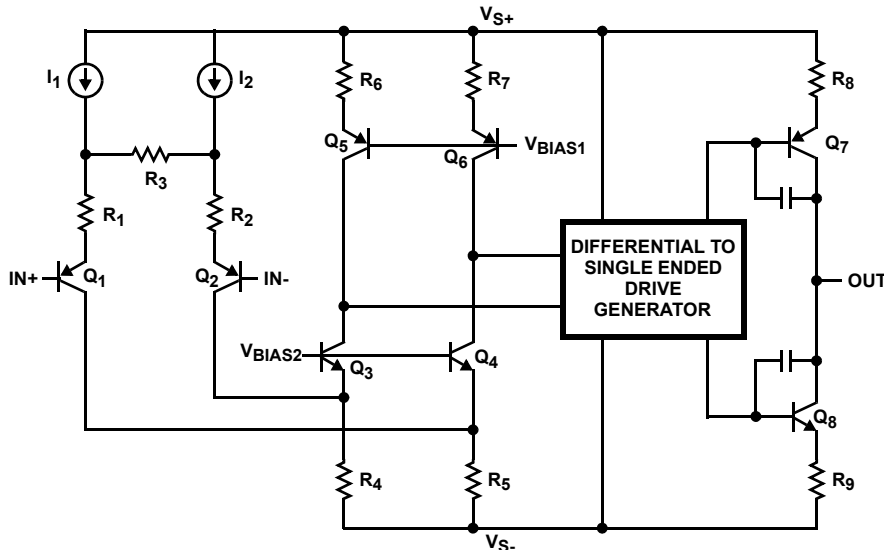 VS+
I1
I2
R6
R7
R8
Q5
Q6
VBIAS1
Q7
R3
R1
R2
DIFFERENTIAL TO
SINGLE ENDED
DRIVE
GENERATOR
IN+
Q1
Q2
IN-
OUT
VBIAS2
Q3
Q4
Q8
R4
R5
R9
VS-